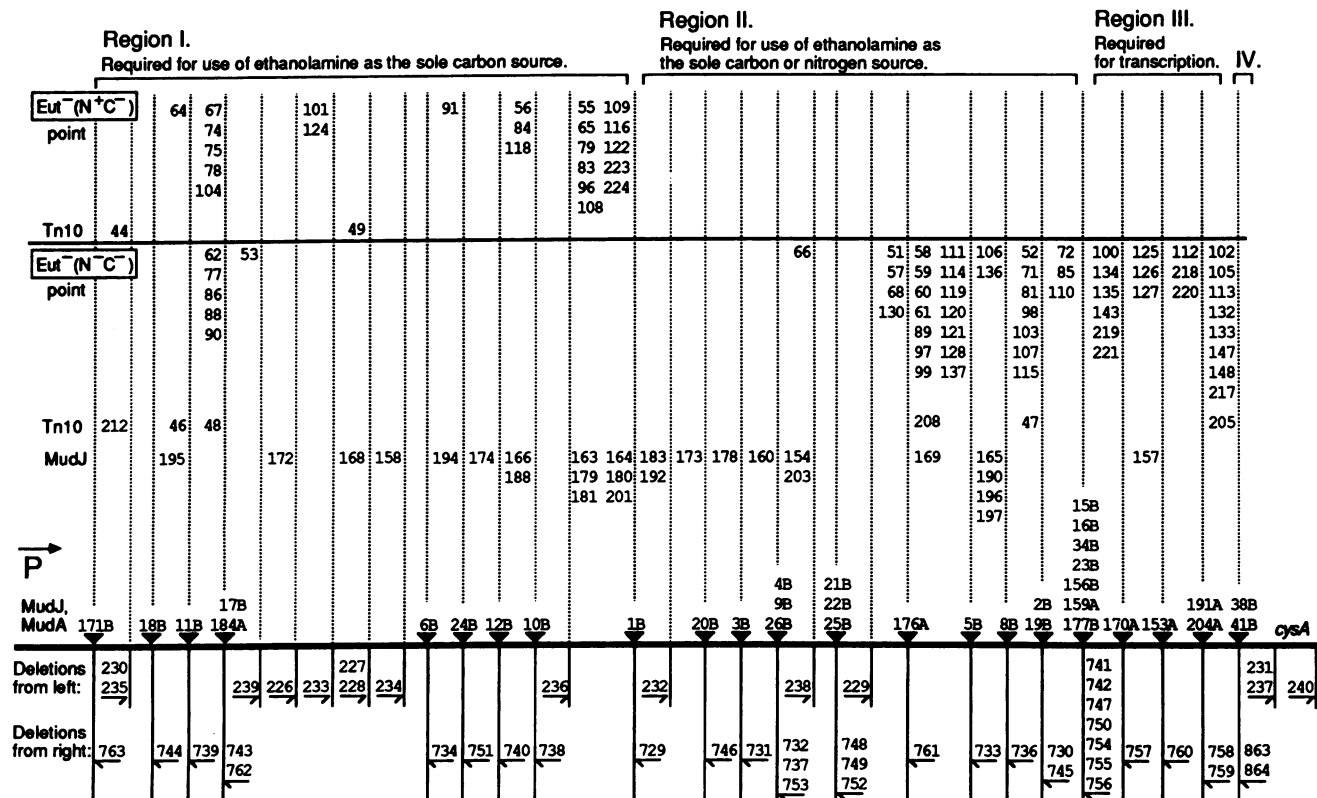 Region I.
Required for use of ethanolamine as the sole carbon source.
Region II.
Required for use of ethanolamine as
the sole carbon or nitrogen source.
Region III.
Required
for transcription.
IV.
Eut⁻(N⁺C⁻) 64 67 101 91 56 55 109
point 74 124 84 65 116
75 118 79 122
78 83 223
104 96 224
108
Tn10 44 49
Eut⁻(N⁻C⁻) 62 53 66 51 58 111 106 52 72 100 125 112 102
77 57 59 114 136 71 85 134 126 218 105
point 86 68 60 119 81 110 135 127 220 113
88 130 61 120 98 143 132
90 89 121 103 219 133
97 128 107 221 147
99 137 115 148
217
Tn10 212 46 48 208 47 205
MudJ 195 172 168 158 194 174 166 163 164 183 173 178 160 154 169 165 157
188 179 180 192 203 190
181 201 196
197
15B
16B
34B
23B
P 4B 21B 156B
MudJ, 17B 9B 22B 2B 159A 191A 38B
MudA 171B 18B 11B 184A 6B 24B 12B 10B 1B 20B 3B 26B 25B 176A 5B 8B 19B 177B 170A 153A 204A 41B cysA
Deletions 230 227 741 231
from left: 235 239 226 233 228 234 236 232 238 229 742 237 240
747
750
Deletions
from right: 763 744 739 743 734 751 740 738 729 746 731 732 748 761 733 736 730 754 757 760 758 863
762 737 749 745 755 759 864
753 752 756